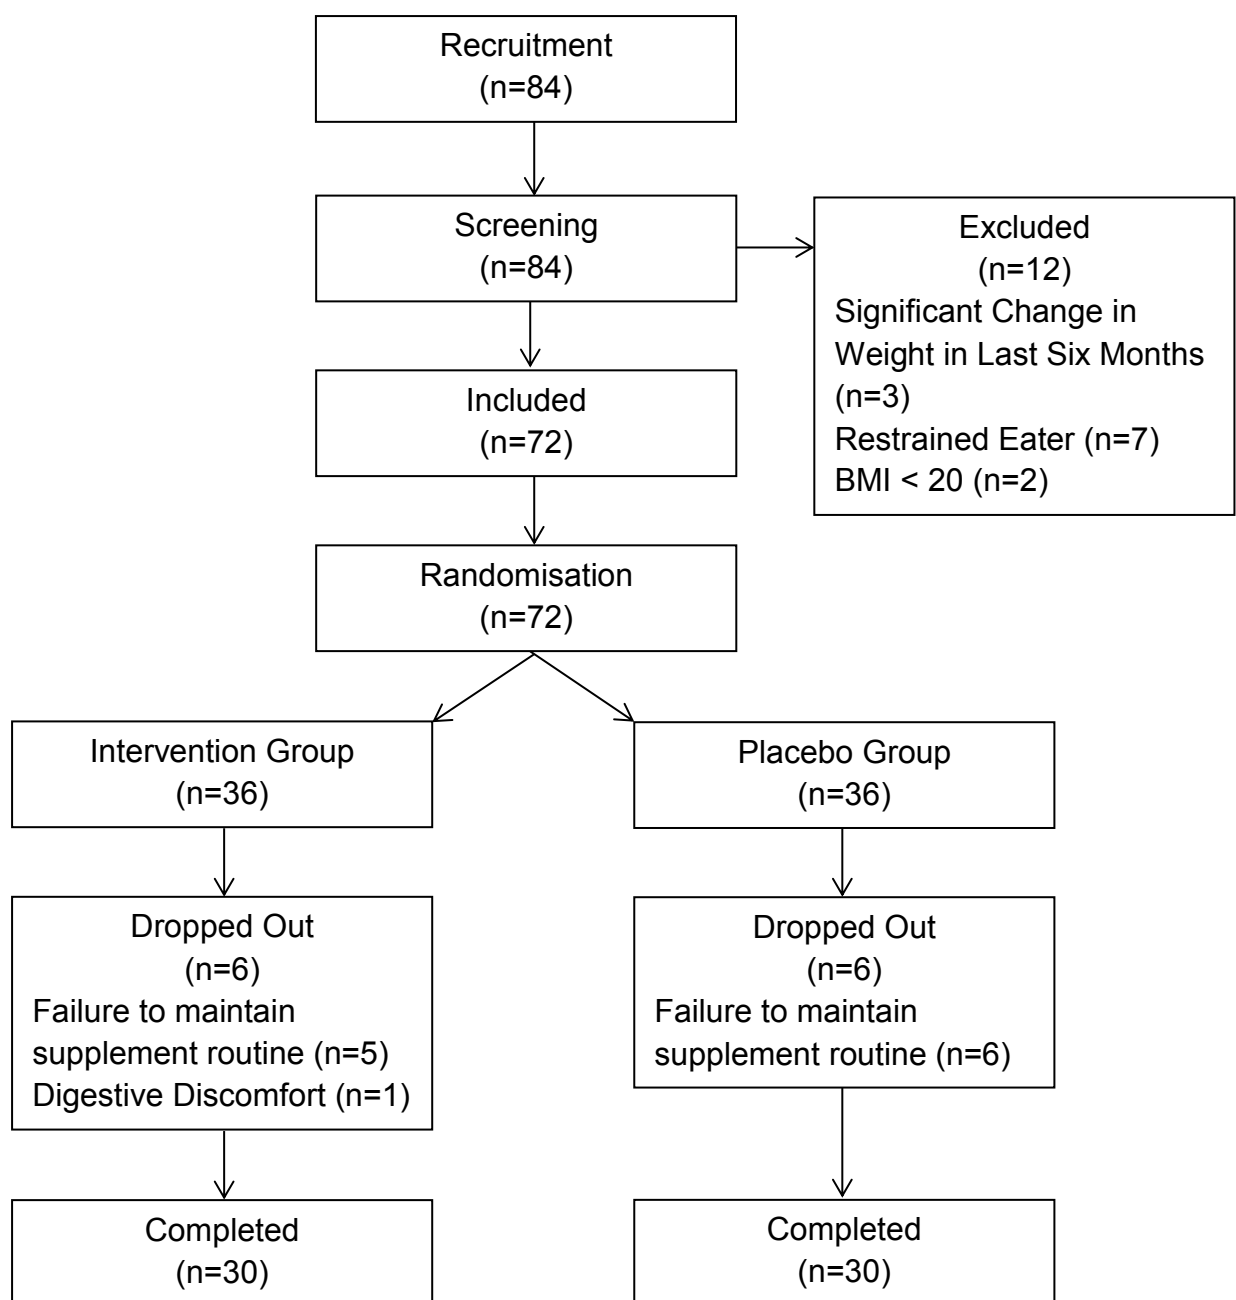 Recruitment
(n=84)
Screening
(n=84)
Excluded
(n=12)
Significant Change in
Weight in Last Six Months
(n=3)
Restrained Eater (n=7)
BMI < 20 (n=2)
Included
(n=72)
Randomisation
(n=72)
Intervention Group
(n=36)
Placebo Group
(n=36)
Dropped Out
(n=6)
Failure to maintain
supplement routine (n=5)
Digestive Discomfort (n=1)
Dropped Out
(n=6)
Failure to maintain
supplement routine (n=6)
Completed
(n=30)
Completed
(n=30)